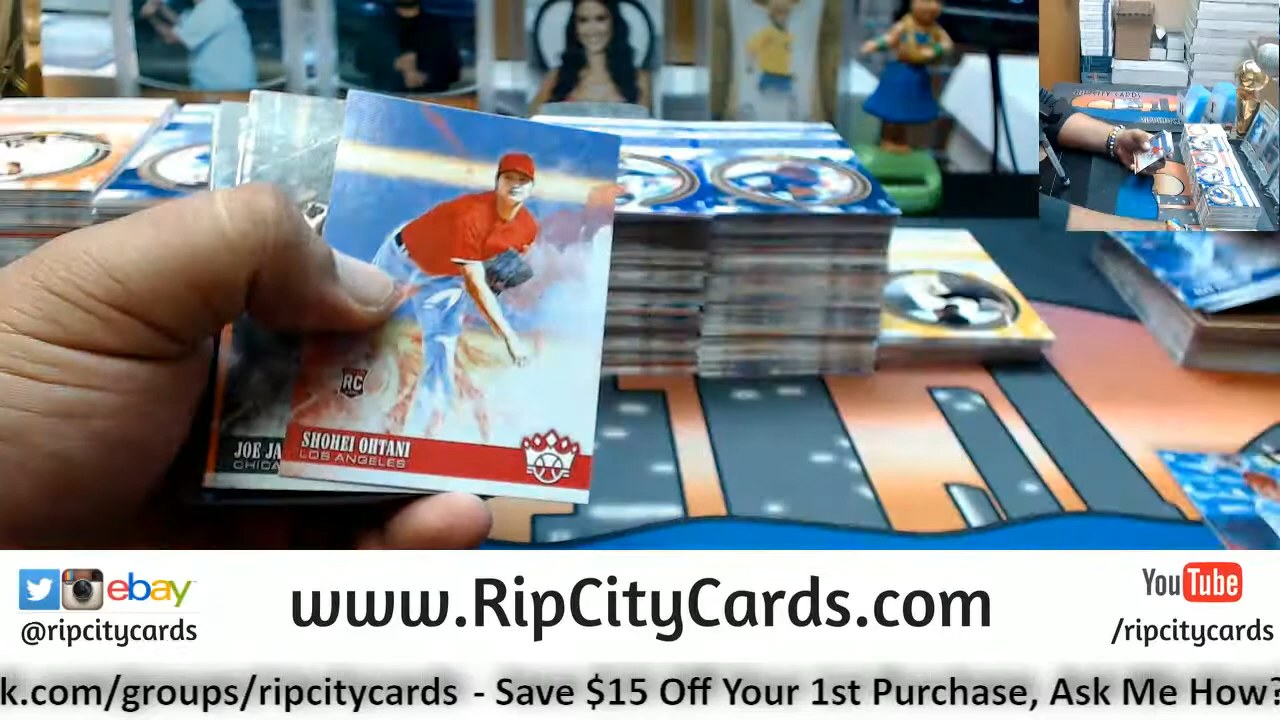 RC
JOE JA
CHICA
SHOHEI OHTANI
LOS ANGELES
ebay
@ripcitycards
www.RipCityCards.com
YouTube
/ripcitycards
k.com/groups/ripcitycards - Save $15 Off Your 1st Purchase, Ask Me How?